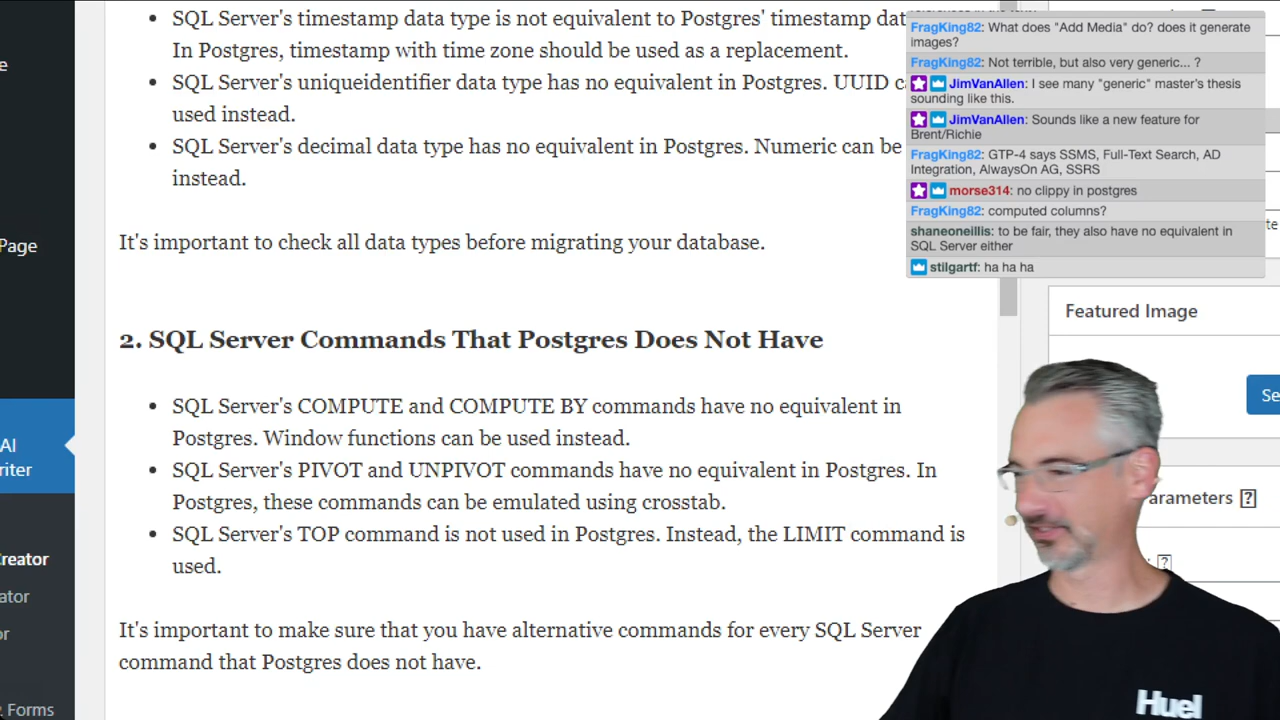 SQL Server's timestamp data type is not equivalent to Postgres' timestamp dat
In Postgres, timestamp with time zone should be used as a replacement.
SQL Server's uniqueidentifier data type has no equivalent in Postgres. UUID c
used instead.
SQL Server's decimal data type has no equivalent in Postgres. Numeric can be
instead.
It's important to check all data types before migrating your database.
2. SQL Server Commands That Postgres Does Not Have
SQL Server's COMPUTE and COMPUTE BY commands have no equivalent in
Postgres. Window functions can be used instead.
SQL Server's PIVOT and UNPIVOT commands have no equivalent in Postgres. In
Postgres, these commands can be emulated using crosstab.
SQL Server's TOP command is not used in Postgres. Instead, the LIMIT command is
used.
It's important to make sure that you have alternative commands for every SQL Server
command that Postgres does not have.
FragKing82: What does "Add Media" do? does it generate
images?
FragKing82: Not terrible, but also very generic... ?
JimVanAllen: I see many "generic" master's thesis
sounding like this.
JimVanAllen: Sounds like a new feature for
Brent/Richie
FragKing82: GTP-4 says SSMS, Full-Text Search, AD
Integration, AlwaysOn AG, SSRS
morse314: no clippy in postgres
FragKing82: computed columns?
shaneoneillis: to be fair, they also have no equivalent in
SQL Server either
stilgartf: ha ha ha
Featured Image
Se
arameters [?]
[?]
e
Page
AI
riter
Creator
ator
or
Forms
te
Huel